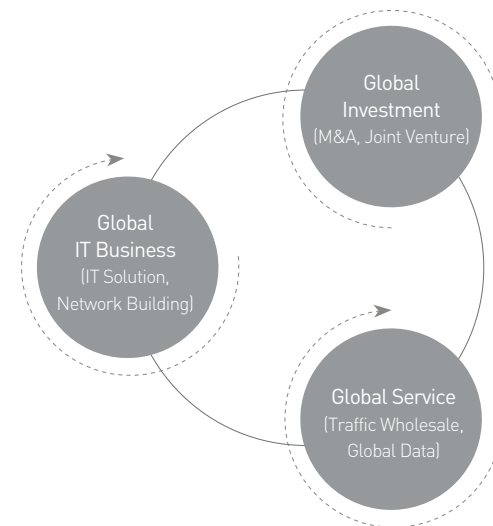 Global
Investment
(M&A, Joint Venture)
Global
IT Business
(IT Solution,
Network Building)
Global Service
(Traffic Wholesale,
Global Data)